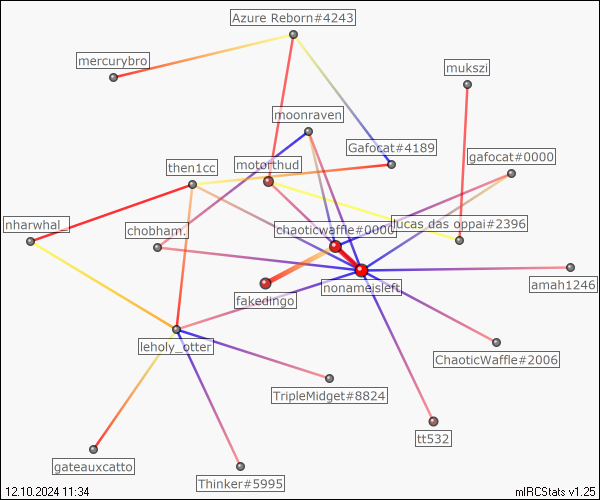 Azure Reborn#4243
mercurybro
mukszi
moonraven
Gafocat#4189
gafocat#0000
then1cc
motorthud
nharwhal_
chobham.
chaoticwaffle#0000
lucas das oppai#2396
nonameisleft
amah1246
fakedingo
leholy_otter
ChaoticWaffle#2006
TripleMidget#8824
tt532
gateauxcatto
Thinker#5995
12.10.2024 11:34
mIRCStats v1.25